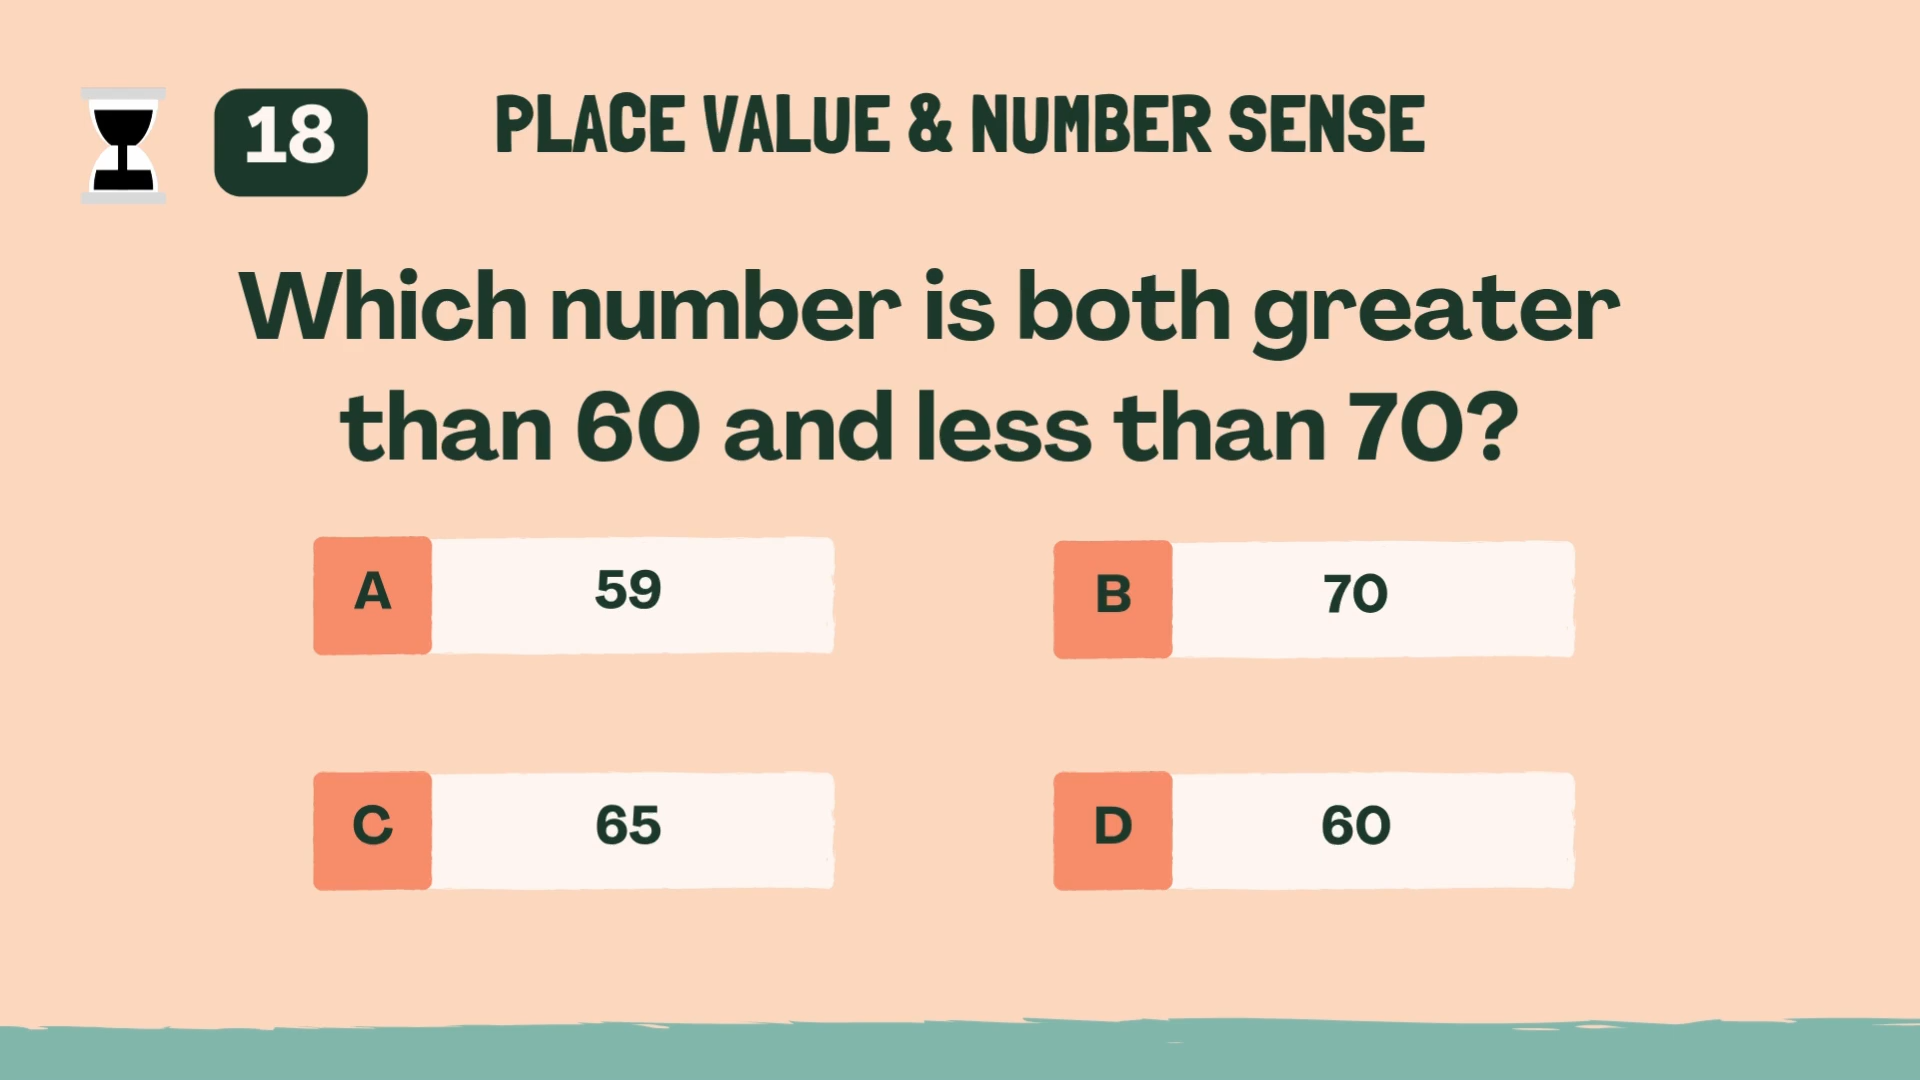 18
PLACE VALUE & NUMBER SENSE
Which number is both greater
than 60 and less than 70?
A 59
B 70
C 65
D 60